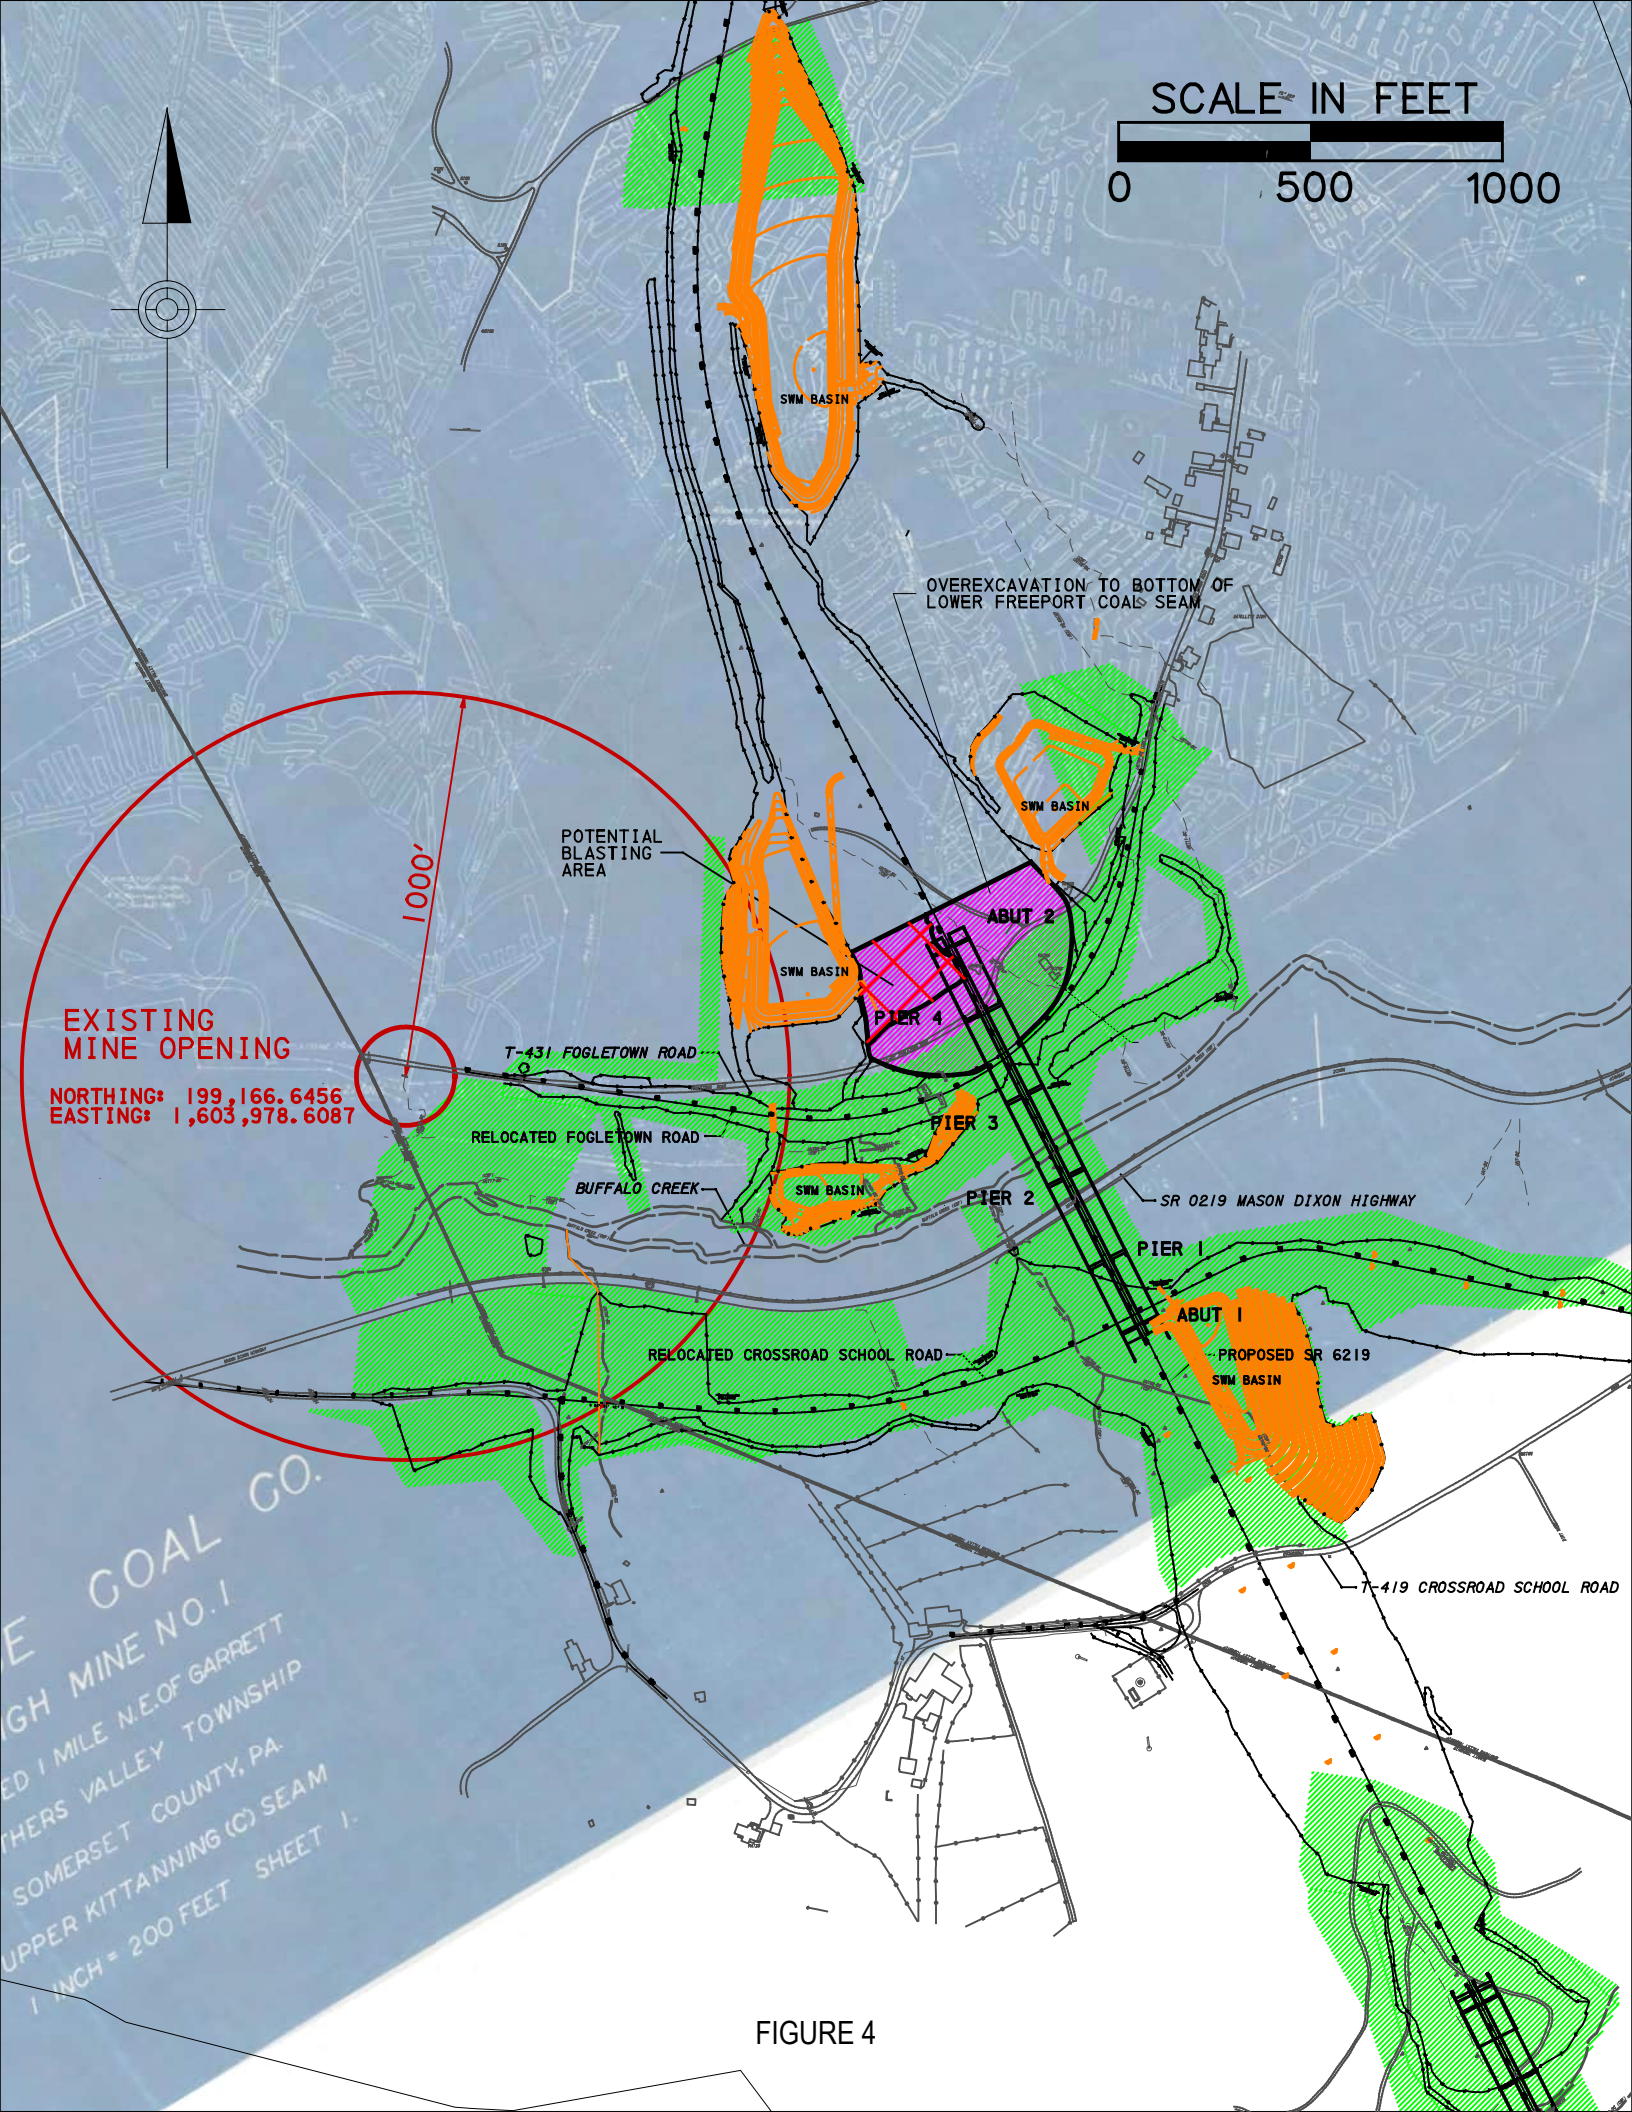 SCALE IN FEET
0 500 1000
SWM BASIN
OVEREXCAVATION TO BOTTOM OF
LOWER FREEPORT COAL SEAM
SWM BASIN
POTENTIAL
BLASTING
AREA
1000'
ABUT 2
SWM BASIN
PIER 4
EXISTING
MINE OPENING
NORTHING: 199,166.6456
EASTING: 1,603,978.6087
T-431 FOGLETOWN ROAD
PIER 3
RELOCATED FOGLETOWN ROAD
BUFFALO CREEK
SWM BASIN
PIER 2
SR 0219 MASON DIXON HIGHWAY
PIER 1
ABUT 1
RELOCATED CROSSROAD SCHOOL ROAD
PROPOSED SR 6219
SWM BASIN
T-419 CROSSROAD SCHOOL ROAD
C
E COAL CO.
IGH MINE NO. 1
ED 1 MILE N.E. OF GARRETT
THERS VALLEY TOWNSHIP
SOMERSET COUNTY, PA.
UPPER KITTANNING (C) SEAM
1 INCH = 200 FEET SHEET 1.
FIGURE 4